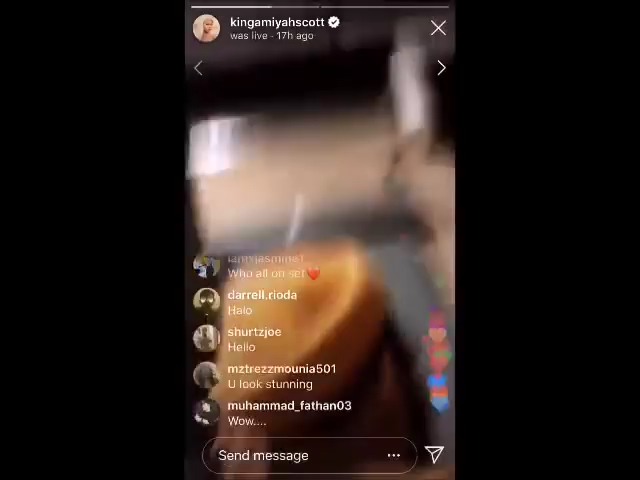 kingamiyahscott
was live · 17h ago
Who all on set❤️
darrell.rioda
Halo
shurtzjoe
Hello
mztrezzmounia501
U look stunning
muhammad_fathan03
Wow....
Send message